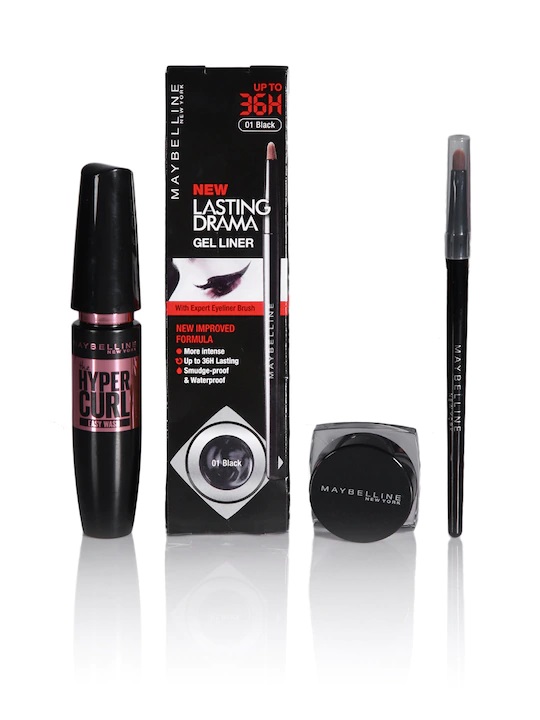 MAYBELLINE
NEW YORK
HYPER
CURL
EASY WASH
MAYBELLINE
NEW YORK
UP TO
36H
01 Black
NEW
LASTING
DRAMA
GEL LINER
With Expert Eyeliner Brush
NEW IMPROVED
FORMULA
More intense
Up to 36H Lasting
Smudge-proof
& Waterproof
MAYBELLINE
01 Black
MAYBELLINE
NEW YORK
MAYBELLINE
NEW YORK